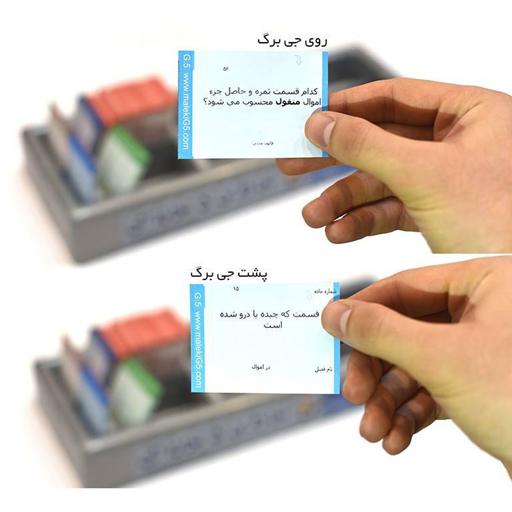 روی جی برگ
G.5 www.malekiG5.com
۵۶
کدام قسمت ثمره و حاصل جزء
اموال منقول محسوب می شود؟
قانون مدنی
پشت جی برگ
G.5 www.malekiG5.com
شماره ماده
۱۵
قسمت که چیده یا درو شده
است
در اموال
نام فصل